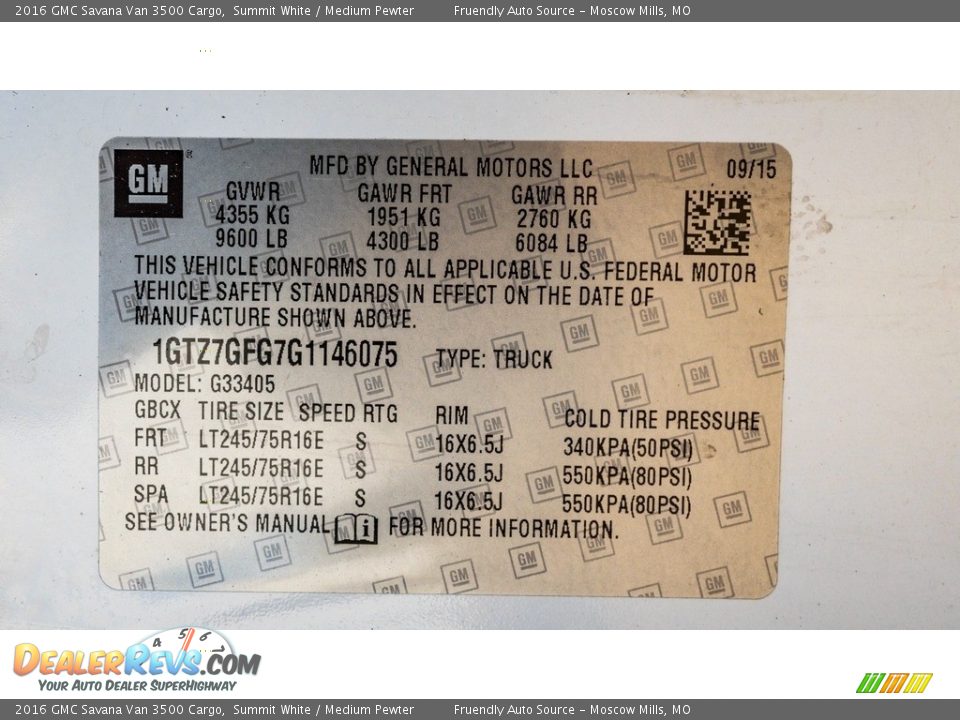 2016 GMC Savana Van 3500 Cargo, Summit White / Medium Pewter Fruendly Auto Source - Moscow Mills, MO
GM MFD BY GENERAL MOTORS LLC 09/15
GVWR GAWR FRT GAWR RR
4355 KG 1951 KG 2760 KG
9600 LB 4300 LB 6084 LB
THIS VEHICLE CONFORMS TO ALL APPLICABLE U.S. FEDERAL MOTOR
VEHICLE SAFETY STANDARDS IN EFFECT ON THE DATE OF
MANUFACTURE SHOWN ABOVE.
1GTZ7GFG7G1146075 TYPE: TRUCK
MODEL: G33405
GBCX TIRE SIZE SPEED RTG RIM COLD TIRE PRESSURE
FRT LT245/75R16E S 16X6.5J 340KPA(50PSI)
RR LT245/75R16E S 16X6.5J 550KPA(80PSI)
SPA LT245/75R16E S 16X6.5J 550KPA(80PSI)
SEE OWNER'S MANUAL FOR MORE INFORMATION.
4 5 6 7
DEALERREVS.COM
YOUR AUTO DEALER SUPERHIGHWAY
2016 GMC Savana Van 3500 Cargo, Summit White / Medium Pewter Fruendly Auto Source - Moscow Mills, MO